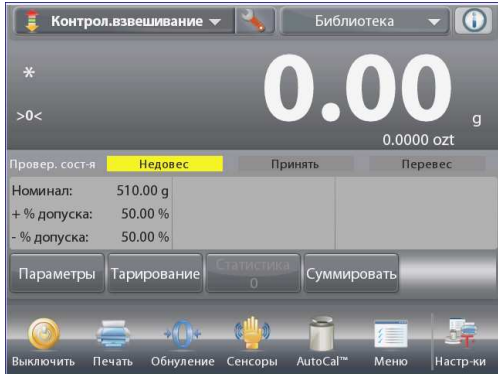 Контрол.взвешивание Библиотека
*
>0<
0.00 g
0.0000 ozt
Провер. сост-я Недовес Принять Перевес
Номинал: 510.00 g
+ % допуска: 50.00 %
- % допуска: 50.00 %
Параметры Тарирование Статистика Суммировать
0
Выключить Печать Обнуление Сенсоры AutoCal™ Меню Настр-ки